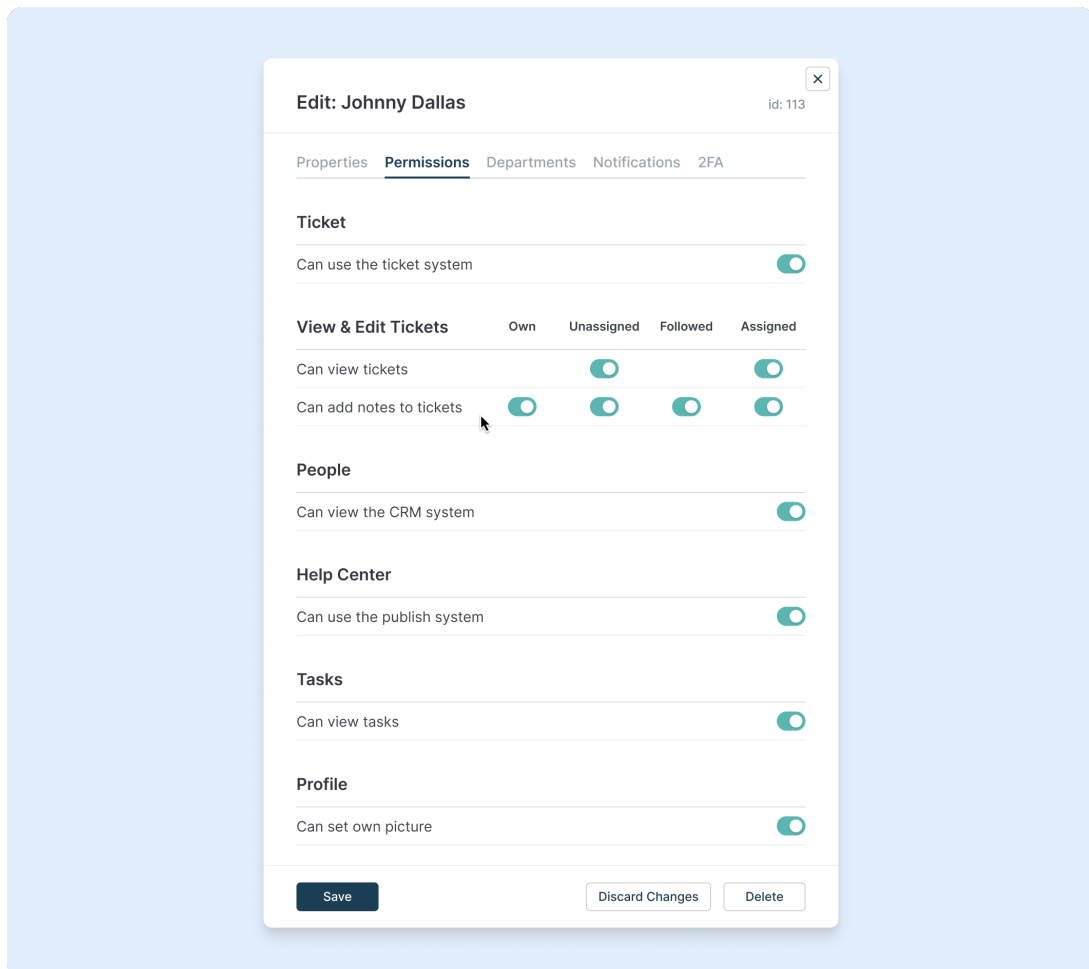 Edit: Johnny Dallas
id: 113
Properties Permissions Departments Notifications 2FA
Ticket
Can use the ticket system
View & Edit Tickets Own Unassigned Followed Assigned
Can view tickets
Can add notes to tickets
People
Can view the CRM system
Help Center
Can use the publish system
Tasks
Can view tasks
Profile
Can set own picture
Save Discard Changes Delete